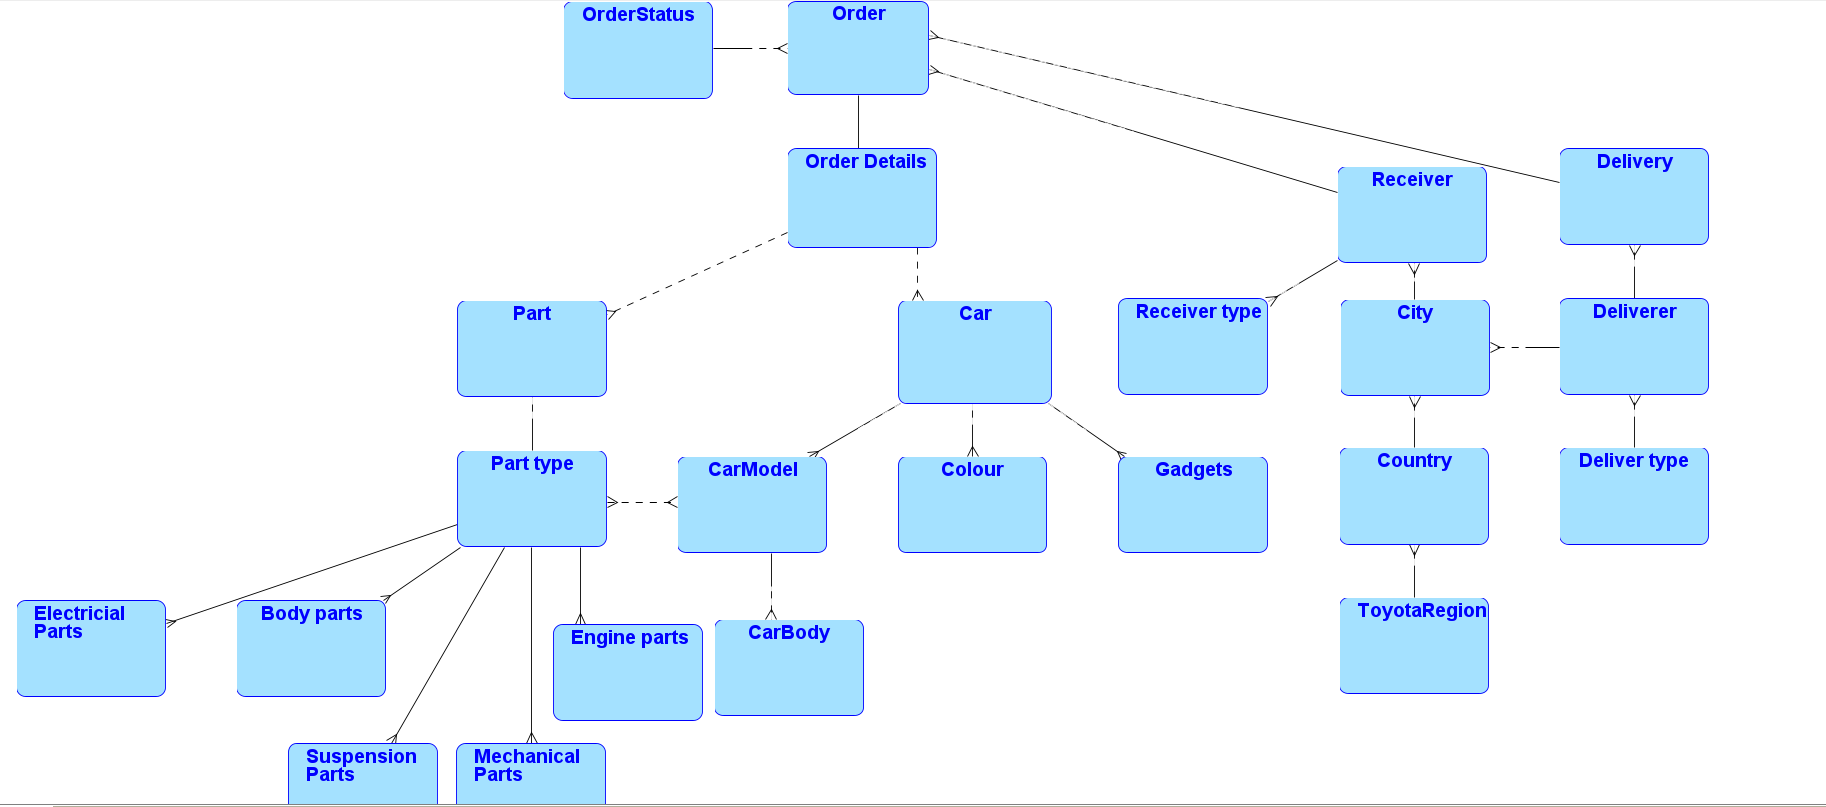 OrderStatus
Order
Order Details
Delivery
Receiver
Part
Car
Receiver type
City
Deliverer
Part type
CarModel
Colour
Gadgets
Country
Deliver type
Electricial
Parts
Body parts
Engine parts
CarBody
ToyotaRegion
Suspension
Parts
Mechanical
Parts